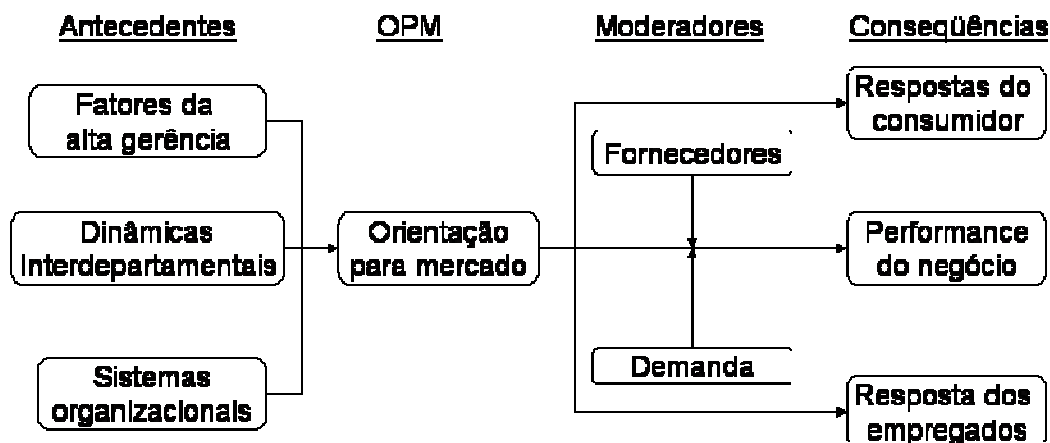 Antecedentes
OPM
Moderadores
Conseqüências
Fatores da
alta gerência
Dinâmicas
Interdepartamentais
Sistemas
organizacionais
Orientação
para mercado
Fornecedores
Demanda
Respostas do
consumidor
Performance
do negócio
Resposta dos
empregados